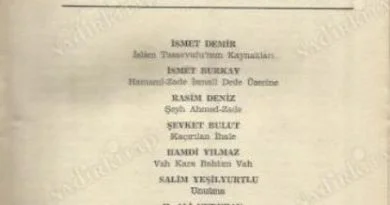 İSMET DEMİR
İslâm Tasavvufu'nun Kaynakları
İSMET BURKAY
Hamamî-Zade İsmail Dede Üzerine
RASİM DENİZ
Şeyh Ahmed-Zade
ŞEVKET BULUT
Kaçırılan İhale
HAMDİ YILMAZ
Vah Kara Bahtım Vah
SALİM YEŞİLYURTLU
Unutma